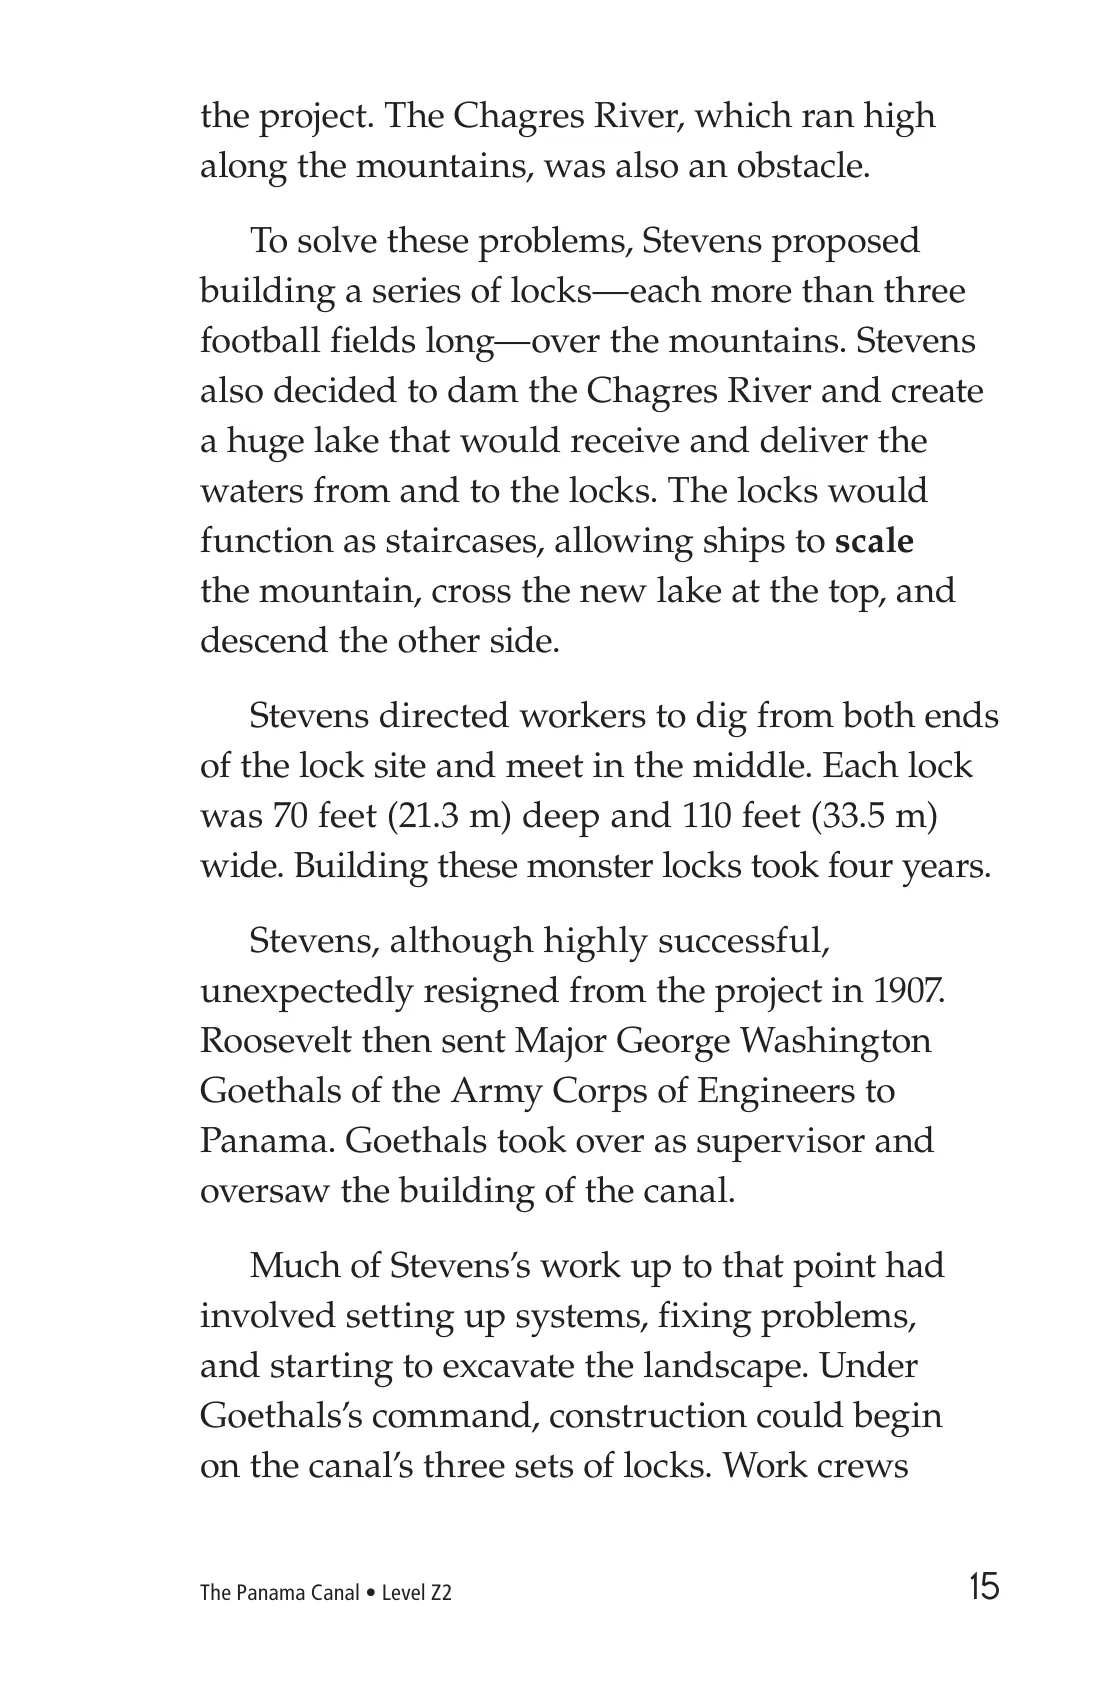 the project. The Chagres River, which ran high
along the mountains, was also an obstacle.
To solve these problems, Stevens proposed
building a series of locks—each more than three
football fields long—over the mountains. Stevens
also decided to dam the Chagres River and create
a huge lake that would receive and deliver the
waters from and to the locks. The locks would
function as staircases, allowing ships to scale
the mountain, cross the new lake at the top, and
descend the other side.
Stevens directed workers to dig from both ends
of the lock site and meet in the middle. Each lock
was 70 feet (21.3 m) deep and 110 feet (33.5 m)
wide. Building these monster locks took four years.
Stevens, although highly successful,
unexpectedly resigned from the project in 1907.
Roosevelt then sent Major George Washington
Goethals of the Army Corps of Engineers to
Panama. Goethals took over as supervisor and
oversaw the building of the canal.
Much of Stevens’s work up to that point had
involved setting up systems, fixing problems,
and starting to excavate the landscape. Under
Goethals’s command, construction could begin
on the canal’s three sets of locks. Work crews
The Panama Canal • Level Z2
15